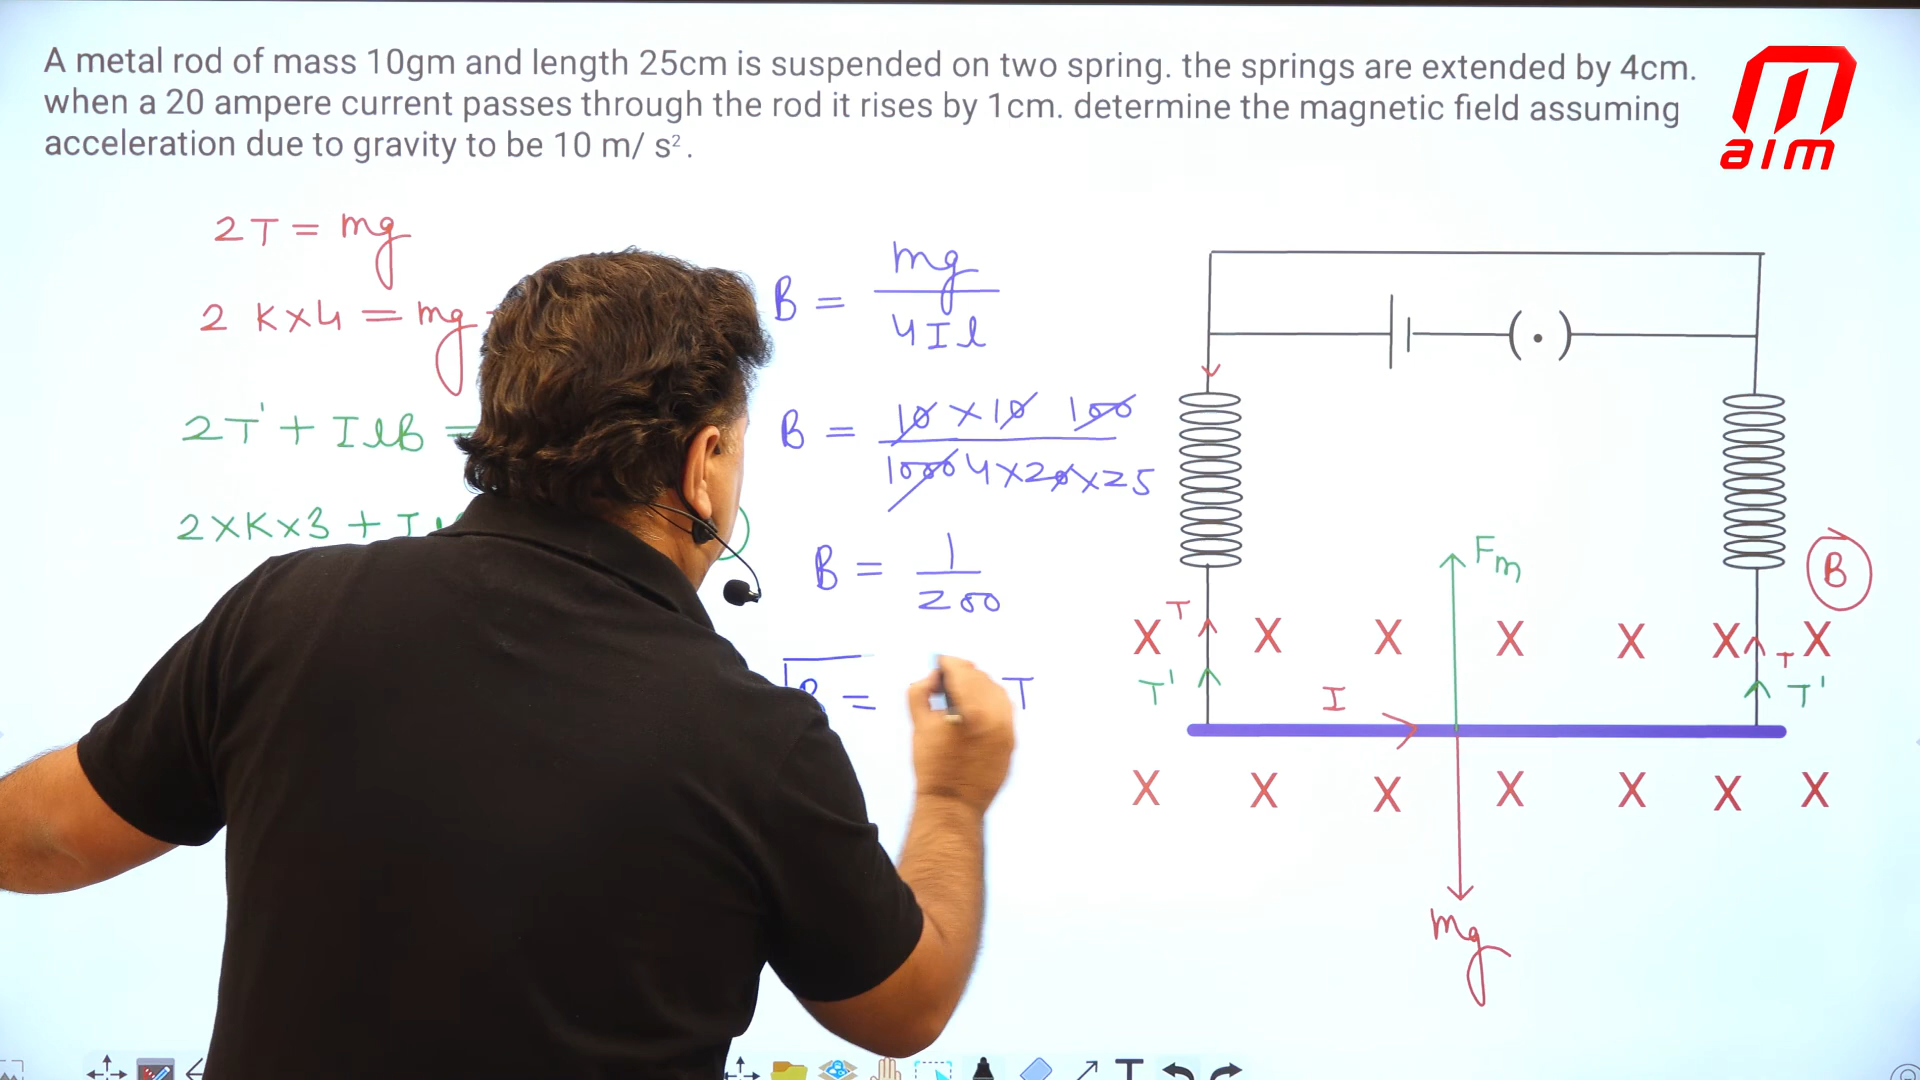 A metal rod of mass 10gm and length 25cm is suspended on two spring. the springs are extended by 4cm.
when a 20 ampere current passes through the rod it rises by 1cm. determine the magnetic field assuming
acceleration due to gravity to be 10 m/ s².
aim
2T = mg
2 K×4 = mg
2T' + IlB =
2×K×3 + I
B = mg / 4Il
B = 10 × 10 100 / 1000 4×20×25
B = 1 / 200
B = T
( • )
Fm
B
X T X X X X X T X
T' T'
I
X X X X X X X
mg
T